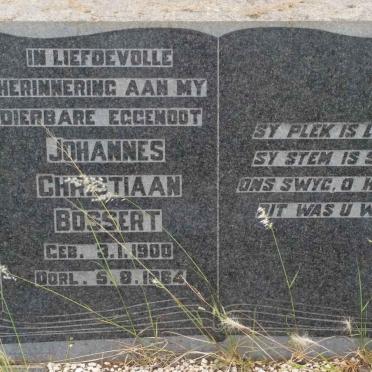 IN LIEFDEVOLLE
HERINNERING AAN MY
DIERBARE EGGENOOT
JOHANNES
CHRISTIAAN
BOSSERT
GEB. 3.1.1900
OORL. 5.8.1964
SY PLEK IS L
SY STEM IS S
ONS SWYG, O H
DIT WAS U W